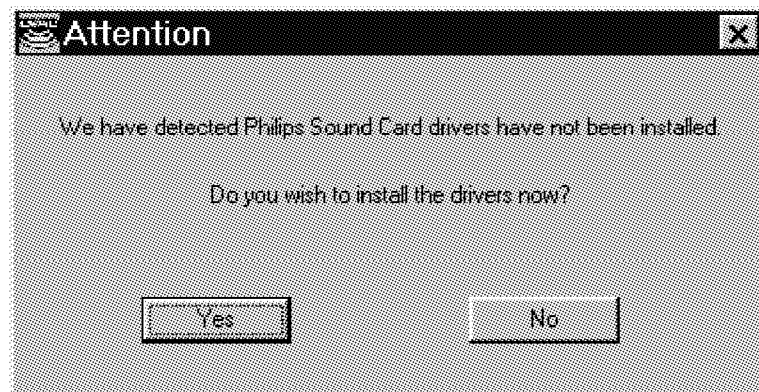 Attention
We have detected Philips Sound Card drivers have not been installed.
Do you wish to install the drivers now?
Yes
No